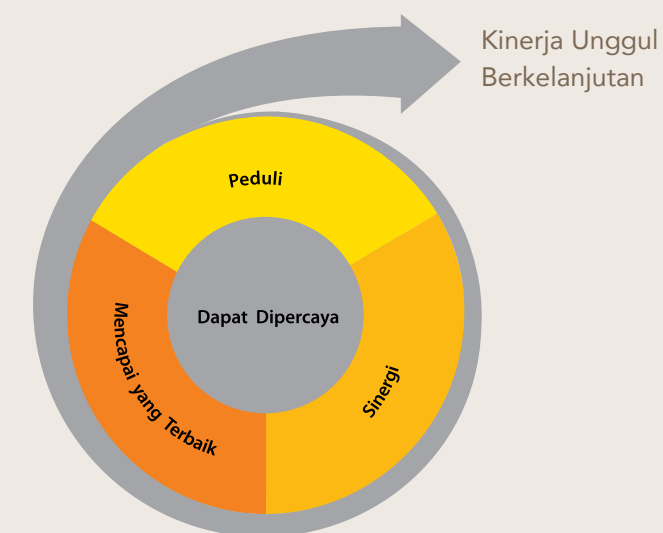 Kinerja Unggul
Berkelanjutan
Peduli
Dapat Dipercaya
Mencapai yang Terbaik
Sinergi